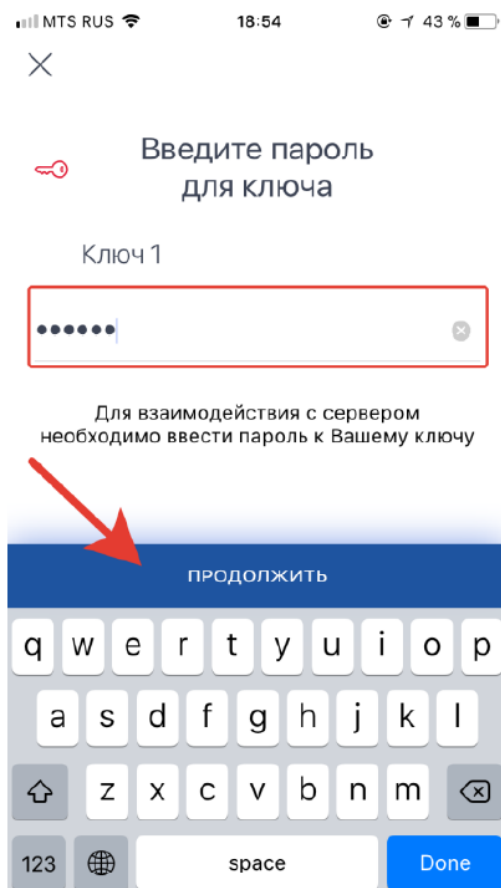 MTS RUS 18:54 43 %
Введите пароль
для ключа
Ключ 1
Для взаимодействия с сервером
необходимо ввести пароль к Вашему ключу
ПРОДОЛЖИТЬ
q w e r t y u i o p
a s d f g h j k l
z x c v b n m
123 space Done